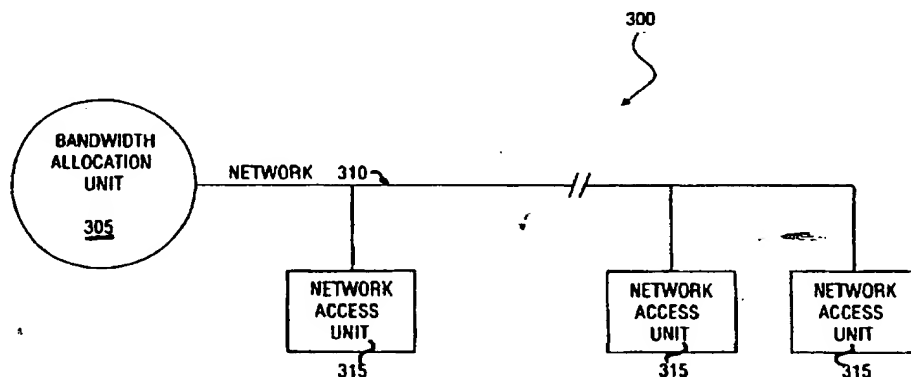 300
BANDWIDTH
ALLOCATION
UNIT
305
NETWORK 310
NETWORK
ACCESS
UNIT
315
NETWORK
ACCESS
UNIT
315
NETWORK
ACCESS
UNIT
315